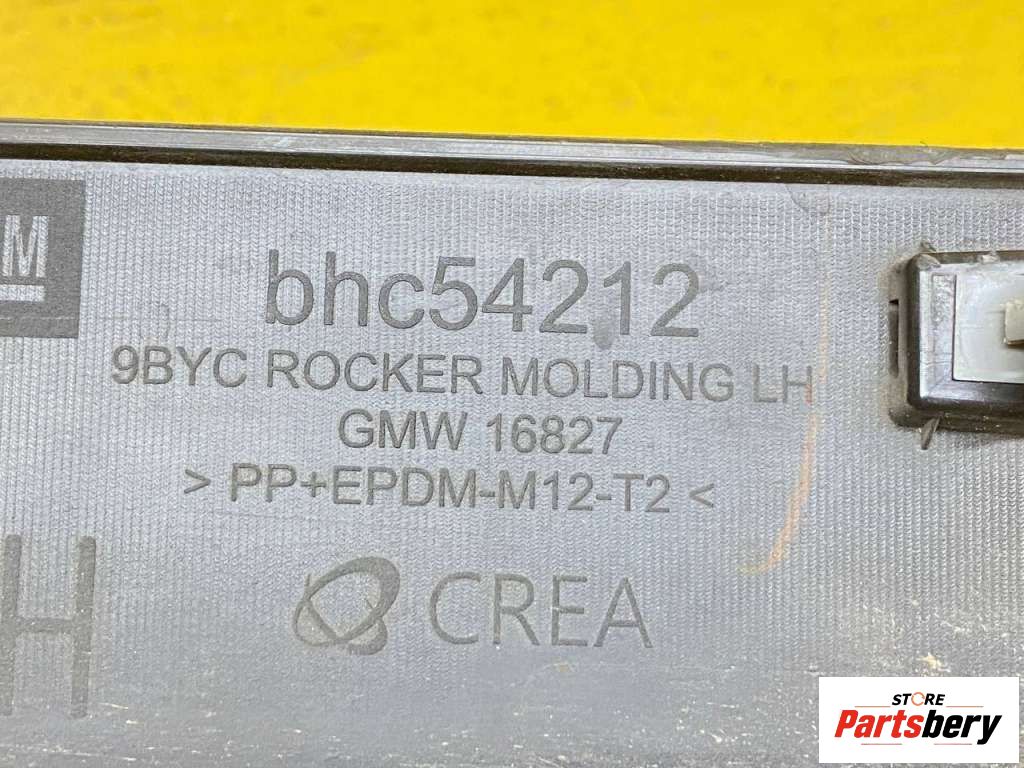 M
bhc54212
9BYC ROCKER MOLDING LH
GMW 16827
> PP+EPDM-M12-T2 <
H
CREA
STORE
Partsbery